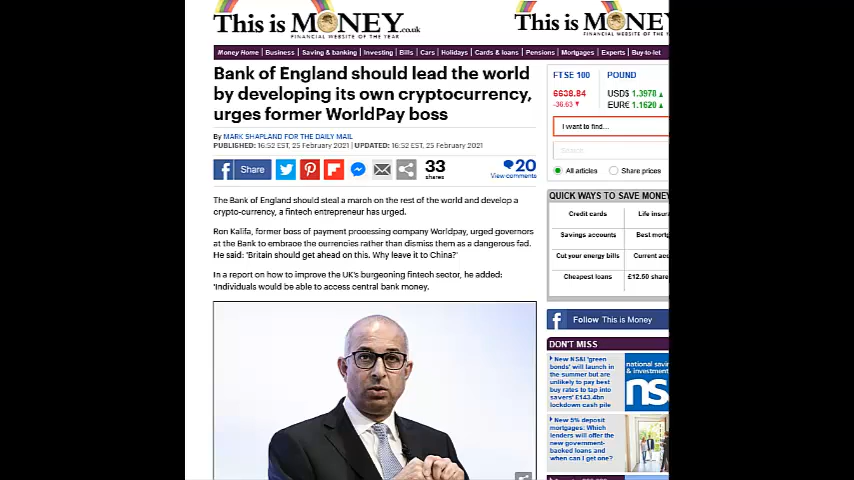 This is MONEY.co.uk
FINANCIAL WEBSITE OF THE YEAR
This is MONEY
FINANCIAL WEBSITE OF THE
Money Home Business Saving & banking Investing Bills Cars Holidays Cards & loans Pensions Mortgages Experts Buy-to-let
Bank of England should lead the world
by developing its own cryptocurrency,
urges former WorldPay boss
By MARK SHAPLAND FOR THE DAILY MAIL
PUBLISHED: 16:52 EST, 25 February 2021 | UPDATED: 16:52 EST, 25 February 2021
Share
33
shares
20
View comments
The Bank of England should steal a march on the rest of the world and develop a
crypto-currency, a fintech entrepreneur has urged.
Ron Kalifa, former boss of payment processing company Worldpay, urged governors
at the Bank to embrace the currencies rather than dismiss them as a dangerous fad.
He said: 'Britain should get ahead on this. Why leave it to China?'
In a report on how to improve the UK's burgeoning fintech sector, he added:
'Individuals would be able to access central bank money.
FTSE 100 POUND
6638.84 USD$ 1.3978
-36.63 EUR€ 1.1620
I want to find...
Search
All articles Share prices
QUICK WAYS TO SAVE MONEY
Credit cards Life insura
Savings accounts Best mortg
Cut your energy bills Current acc
Cheapest loans £12.50 share
Follow This is Money
DON'T MISS
New NS&I 'green
bonds' will launch in
the summer but are
unlikely to pay best
buy rates to tap into
savers' £143.4bn
lockdown cash pile
national sav
& investment
ns
New 5% deposit
mortgages: Which
lenders will offer the
new government-
backed loans and
when can I get one?